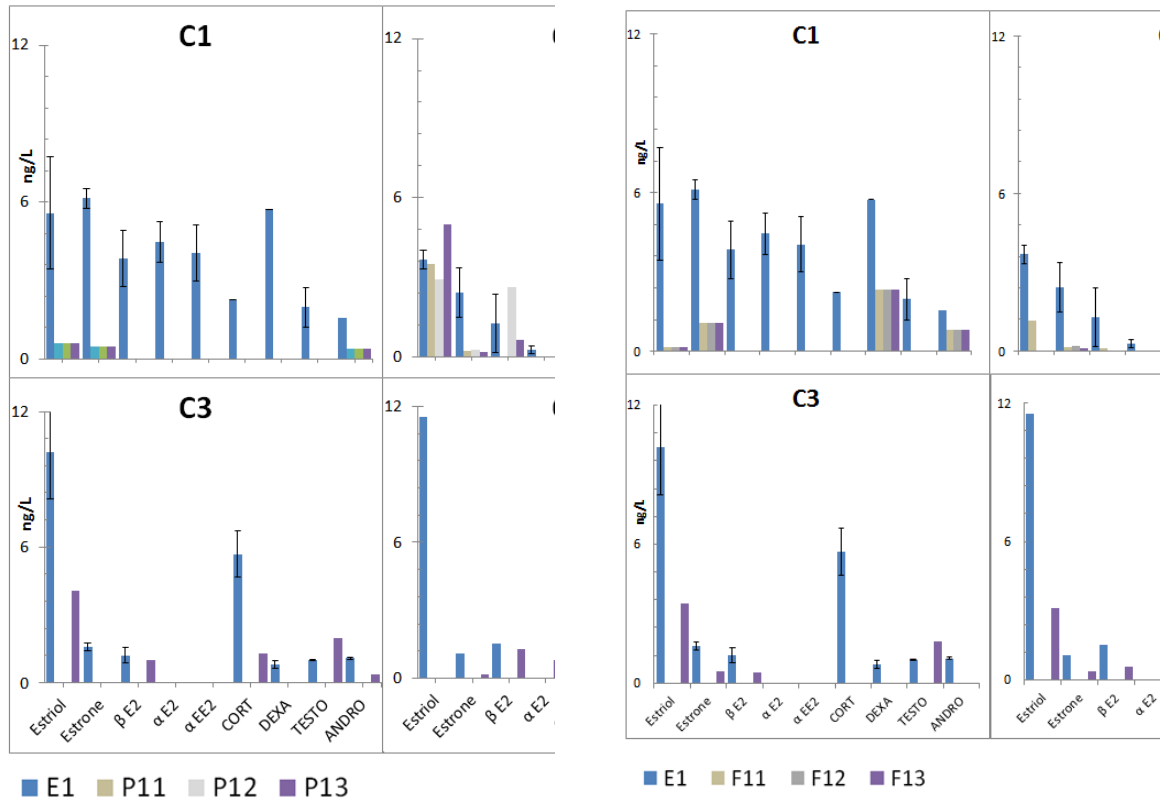 C1
12
6
0
ng/L
12
6
0
C3
12
6
0
ng/L
Estriol
Estrone
β E2
α E2
α EE2
CORT
DEXA
TESTO
ANDRO
12
6
0
Estriol
Estrone
β E2
α E2
E1 P11 P12 P13
C1
12
6
0
ng/L
12
6
0
C3
12
6
0
ng/L
Estriol
Estrone
β E2
α E2
α EE2
CORT
DEXA
TESTO
ANDRO
12
6
0
Estriol
Estrone
β E2
α E2
E1 F11 F12 F13